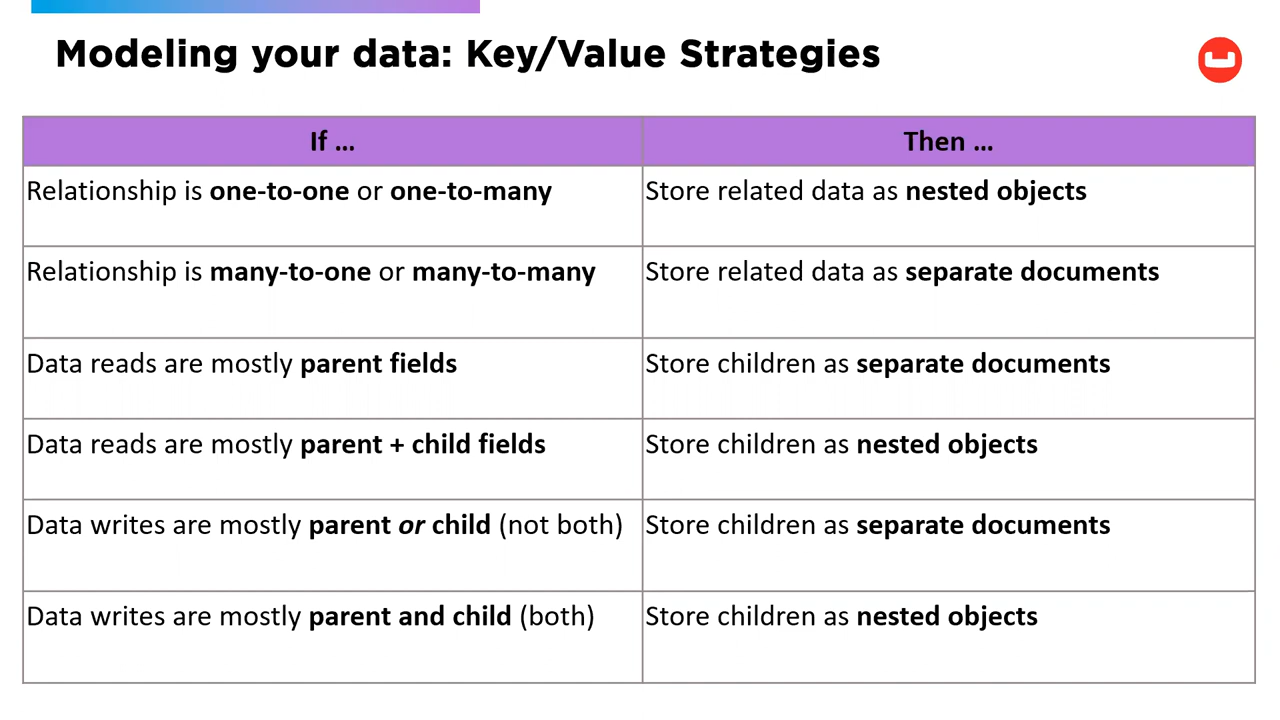 Modeling your data: Key/Value Strategies
If ...
Then ...
Relationship is one-to-one or one-to-many
Store related data as nested objects
Relationship is many-to-one or many-to-many
Store related data as separate documents
Data reads are mostly parent fields
Store children as separate documents
Data reads are mostly parent + child fields
Store children as nested objects
Data writes are mostly parent or child (not both)
Store children as separate documents
Data writes are mostly parent and child (both)
Store children as nested objects